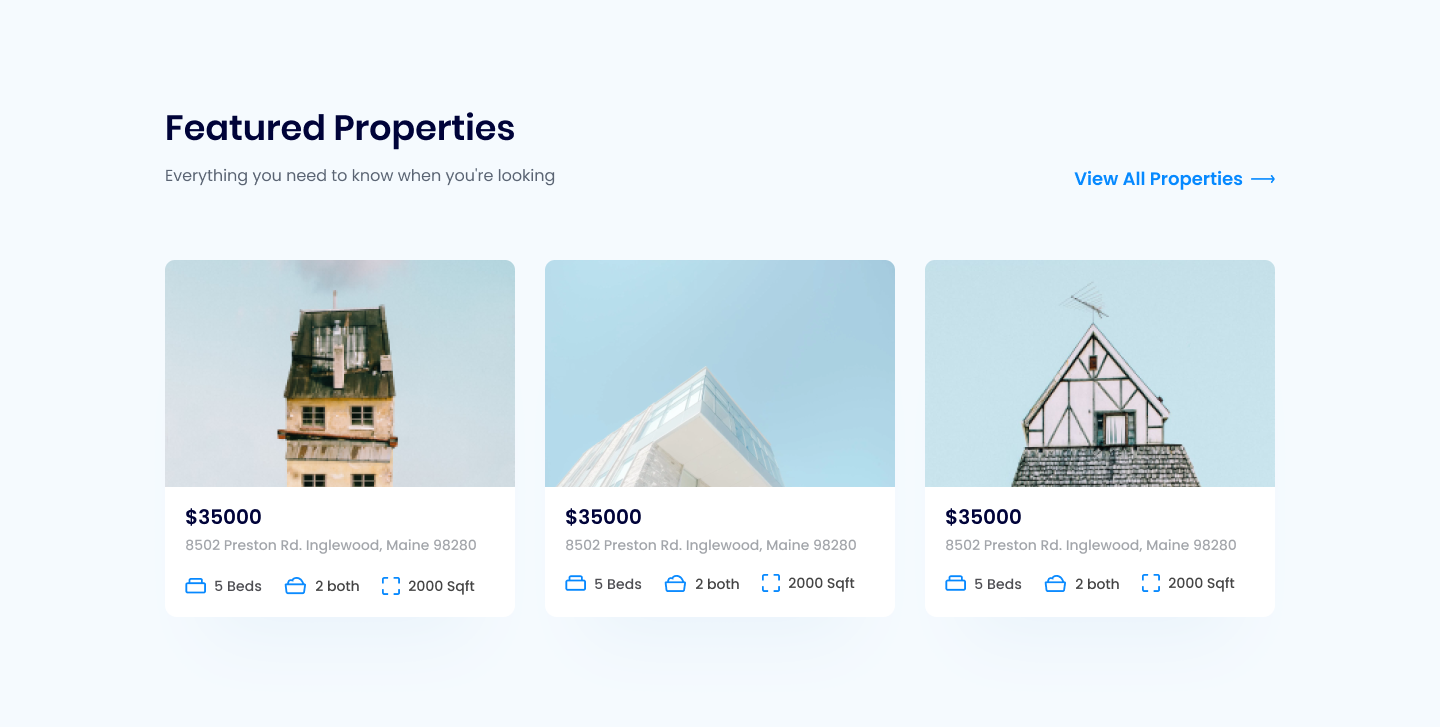 Featured Properties
Everything you need to know when you're looking
View All Properties
$35000
8502 Preston Rd. Inglewood, Maine 98280
5 Beds 2 both 2000 Sqft
$35000
8502 Preston Rd. Inglewood, Maine 98280
5 Beds 2 both 2000 Sqft
$35000
8502 Preston Rd. Inglewood, Maine 98280
5 Beds 2 both 2000 Sqft